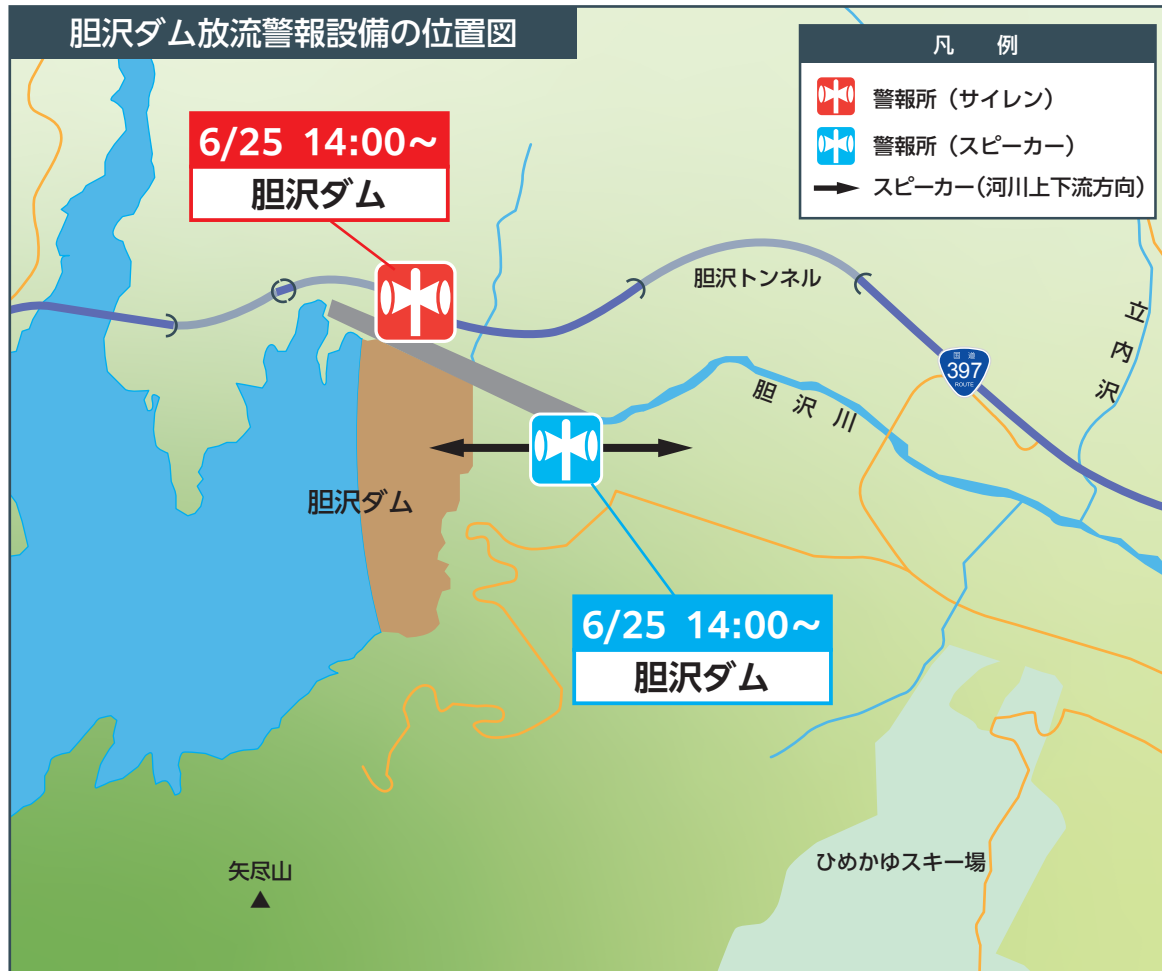 胆沢ダム放流警報設備の位置図
凡 例
警報所（サイレン）
警報所（スピーカー）
スピーカー（河川上下流方向）
6/25 14:00～
胆沢ダム
胆沢トンネル
立内沢
国道
397
ROUTE
胆沢川
胆沢ダム
6/25 14:00～
胆沢ダム
ひめかゆスキー場
矢尽山